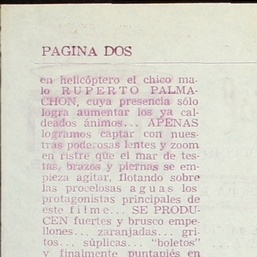 PAGINA DOS
en helicóptero el chico ma-
lo RUPERTO PALMA-
CHON, cuya presencia sólo
logra aumentar los ya cal-
deados ánimos... APENAS
logramos captar con nues-
tras poderosas lentes y zoom
en ristre que el mar de tes-
tas, brazos y piernas se em-
pieza agitar, flotando sobre
las procelosas aguas los
protagonistas principales de
este filme... SE PRODU-
CEN fuertes y brusco empe-
llones... zaranjadas... gri-
tos... súplicas... "boletos"
y finalmente puntapiés en